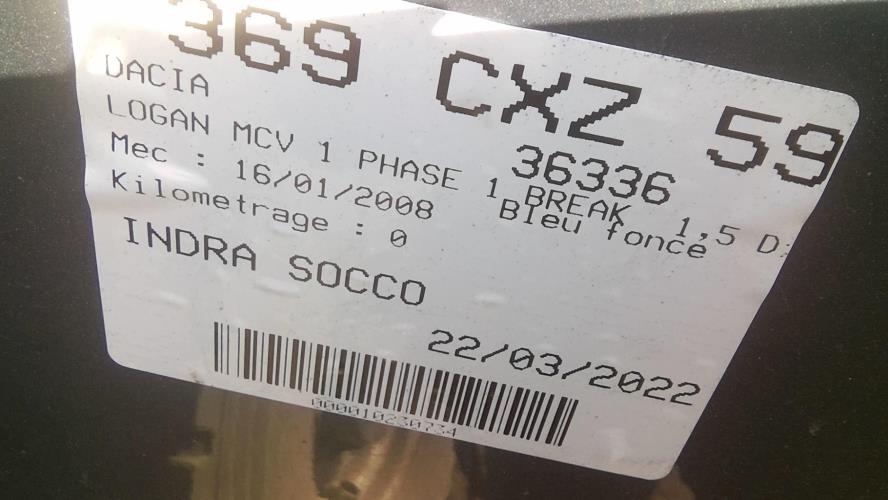 369 CXZ 59
DACIA
36336
LOGAN MCV 1 PHASE 1 BREAK 1,5 D
Mec : 16/01/2008 Bleu fonce
Kilometrage : 0
INDRA SOCCO
22/03/2022
000010230734